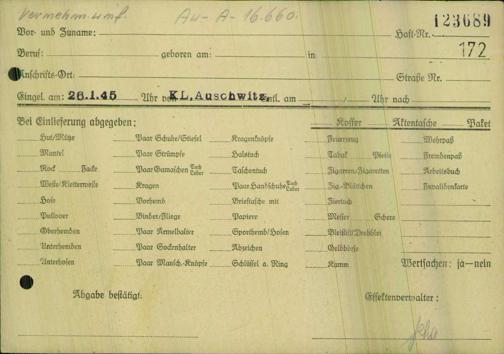 vernehm. unf. Au-A-16.660.
Vor- und Zuname: Haft-Nr. 123689
172
Beruf: geboren am: in
Anschrifts-Ort: Straße Nr.
Eingel. am: 26.1.45 Uhr von KL. Auschwitz Entl. am Uhr nach
Bei Einlieferung abgegeben: Koffer Aktentasche Paket
Hut/Mütze Paar Schuhe/Stiefel Kragenknöpfe Feuerzeug Wehrpaß
Mantel Paar Strümpfe Halstuch Tabak Pfeife Fremdenpaß
Rock Jacke Paar Gamaschen Tuch Leder Taschentuch Zigarren/Zigaretten Arbeitsbuch
Weste/Kletterweste Kragen Paar Handschuhe Tuch Leder Zig.-Blättchen Invalidenkarte
Hose Vorhemd Brieftasche mit Ziertuch
Pullover Binder/Fliege Papiere Messer Schere
Oberhemden Paar Ärmelhalter Sporthemd/Hosen Bleistift/Drehblei
Unterhemden Paar Sockenhalter Abzeichen Geldbörse
Unterhosen Paar Mansch.-Knöpfe Schlüssel a. Ring Kamm Wertsachen: ja—nein
Abgabe bestätigt: Effektenverwalter: